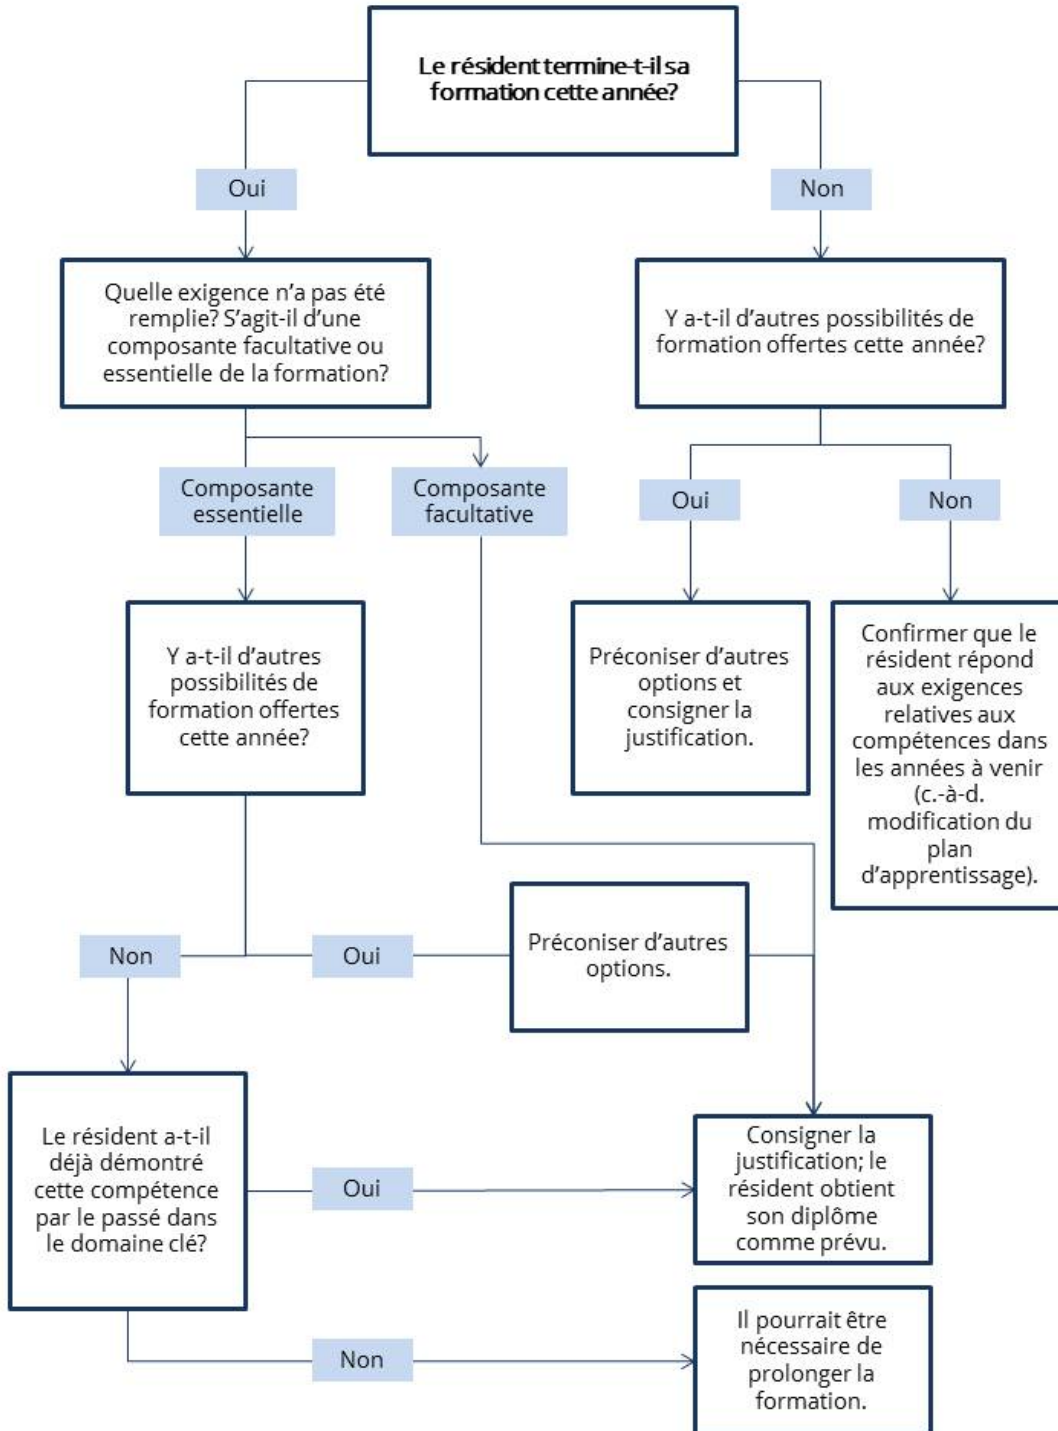 Le résident termine-t-il sa
formation cette année?
Oui
Non
Quelle exigence n'a pas été
remplie? S'agit-il d'une
composante facultative ou
essentielle de la formation?
Y a-t-il d'autres possibilités de
formation offertes cette année?
Composante
essentielle
Composante
facultative
Oui
Non
Y a-t-il d'autres
possibilités de
formation offertes
cette année?
Préconiser d'autres
options et
consigner la
justification.
Confirmer que le
résident répond
aux exigences
relatives aux
compétences dans
les années à venir
(c.-à-d.
modification du
plan
d'apprentissage).
Non
Oui
Préconiser d'autres
options.
Le résident a-t-il
déjà démontré
cette compétence
par le passé dans
le domaine clé?
Oui
Consigner la
justification; le
résident obtient
son diplôme
comme prévu.
Non
Il pourrait être
nécessaire de
prolonger la
formation.